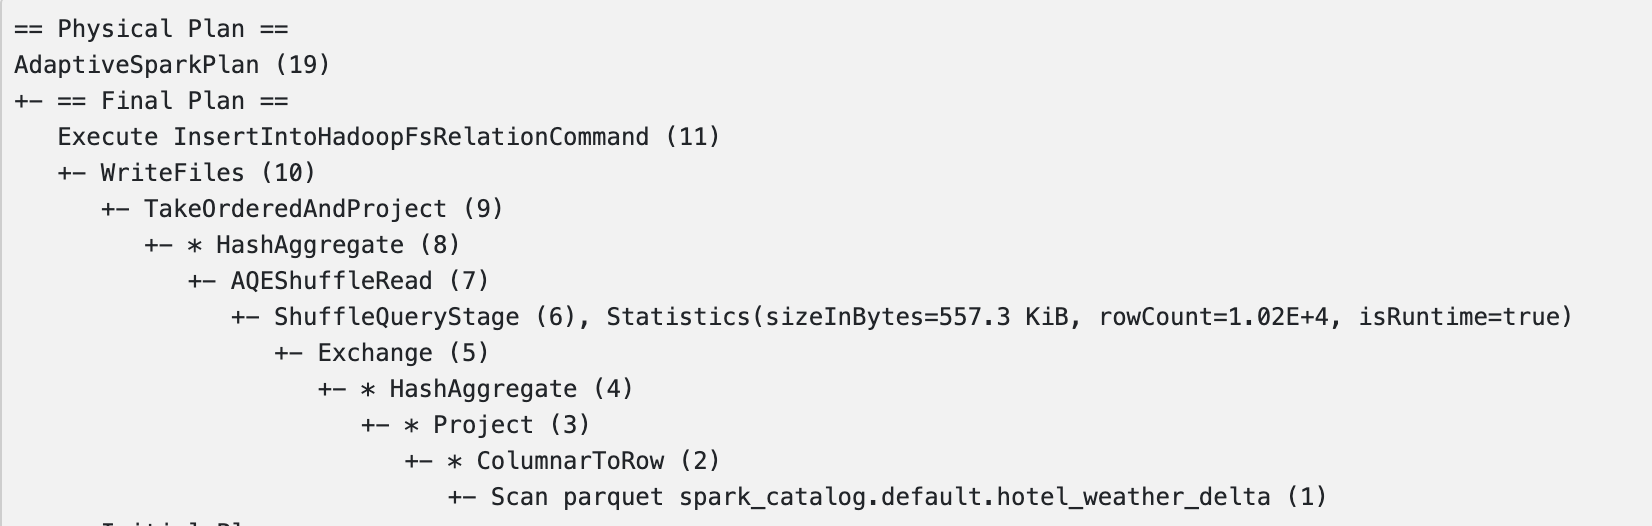 == Physical Plan ==
AdaptiveSparkPlan (19)
+- == Final Plan ==
   Execute InsertIntoHadoopFsRelationCommand (11)
   +- WriteFiles (10)
      +- TakeOrderedAndProject (9)
         +- * HashAggregate (8)
            +- AQEShuffleRead (7)
               +- ShuffleQueryStage (6), Statistics(sizeInBytes=557.3 KiB, rowCount=1.02E+4, isRuntime=true)
                  +- Exchange (5)
                     +- * HashAggregate (4)
                        +- * Project (3)
                           +- * ColumnarToRow (2)
                              +- Scan parquet spark_catalog.default.hotel_weather_delta (1)